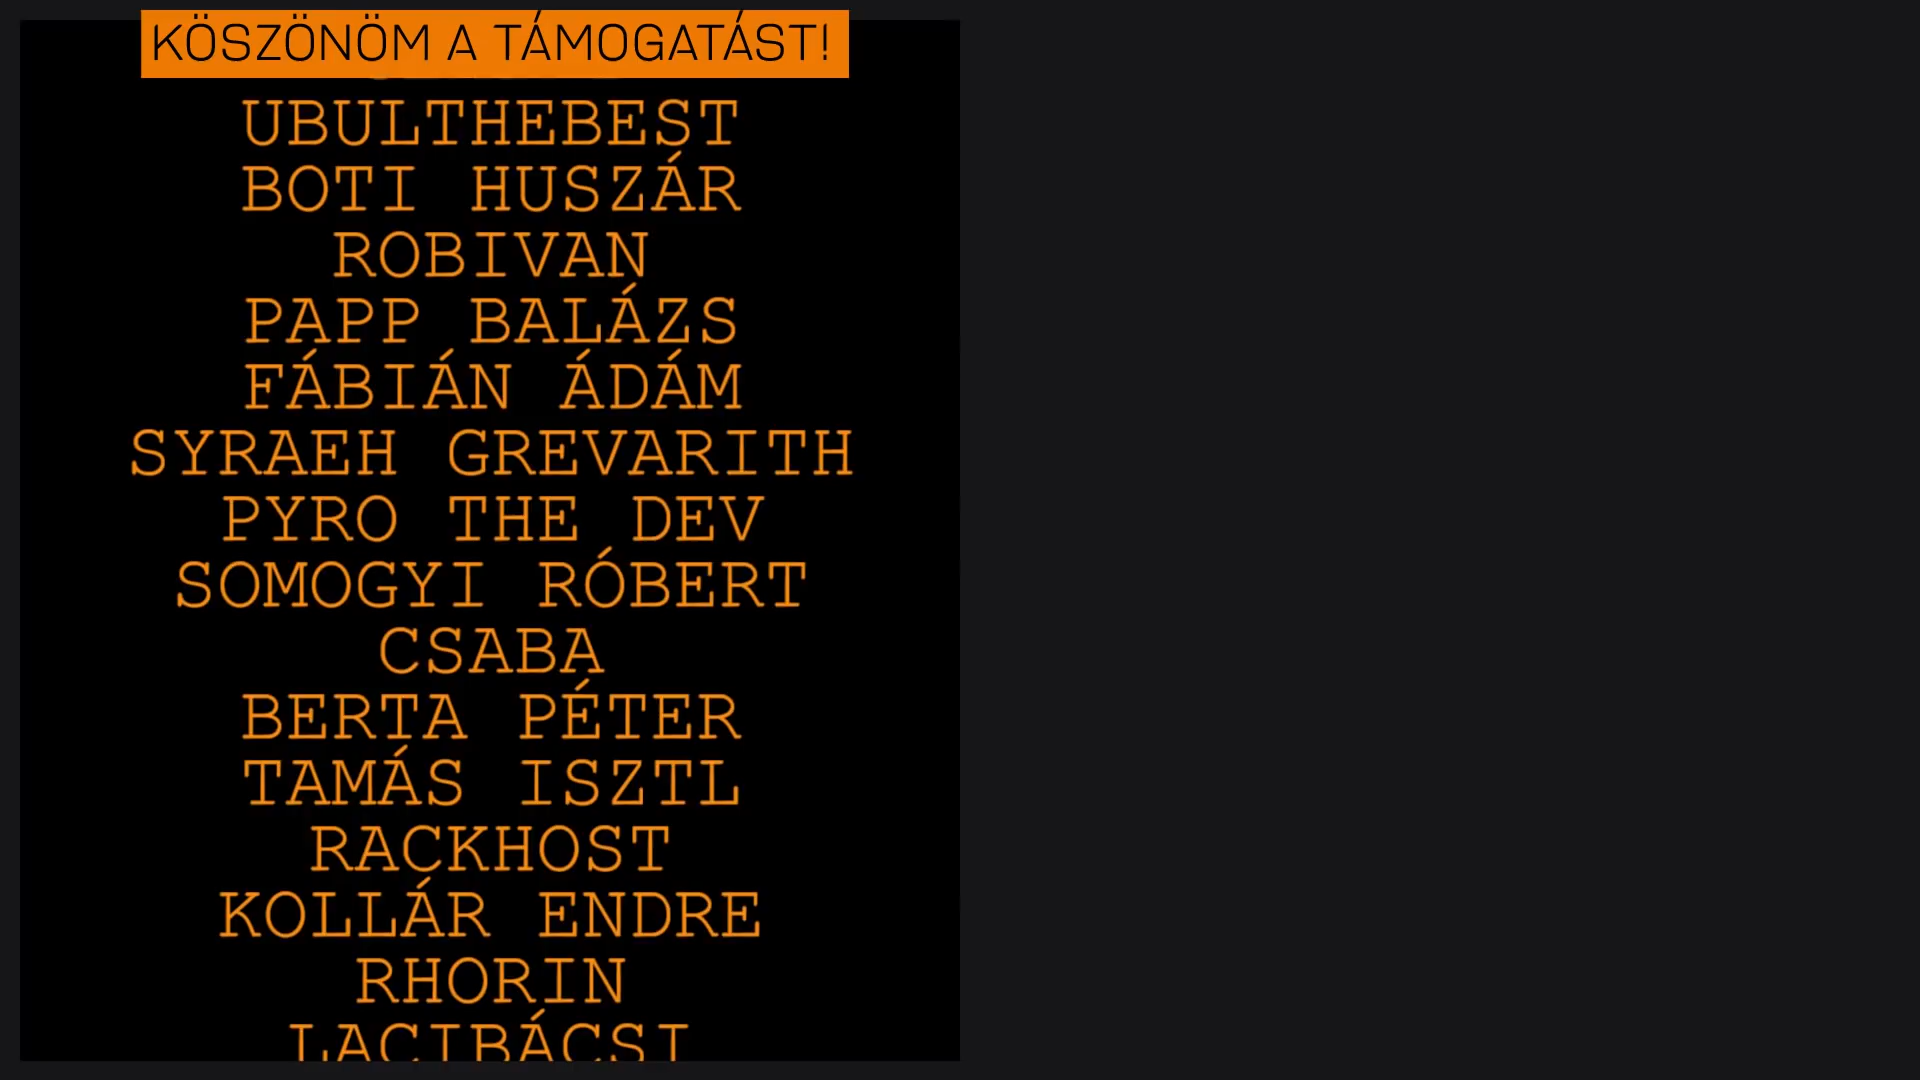 KÖSZÖNÖM A TÁMOGATÁST!
UBULTHEBEST
BOTI HUSZÁR
ROBIVAN
PAPP BALÁZS
FÁBIÁN ÁDÁM
SYRAEH GREVARITH
PYRO THE DEV
SOMOGYI RÓBERT
CSABA
BERTA PÉTER
TAMÁS ISZTL
RACKHOST
KOLLÁR ENDRE
RHORIN
LACIBÁCSI